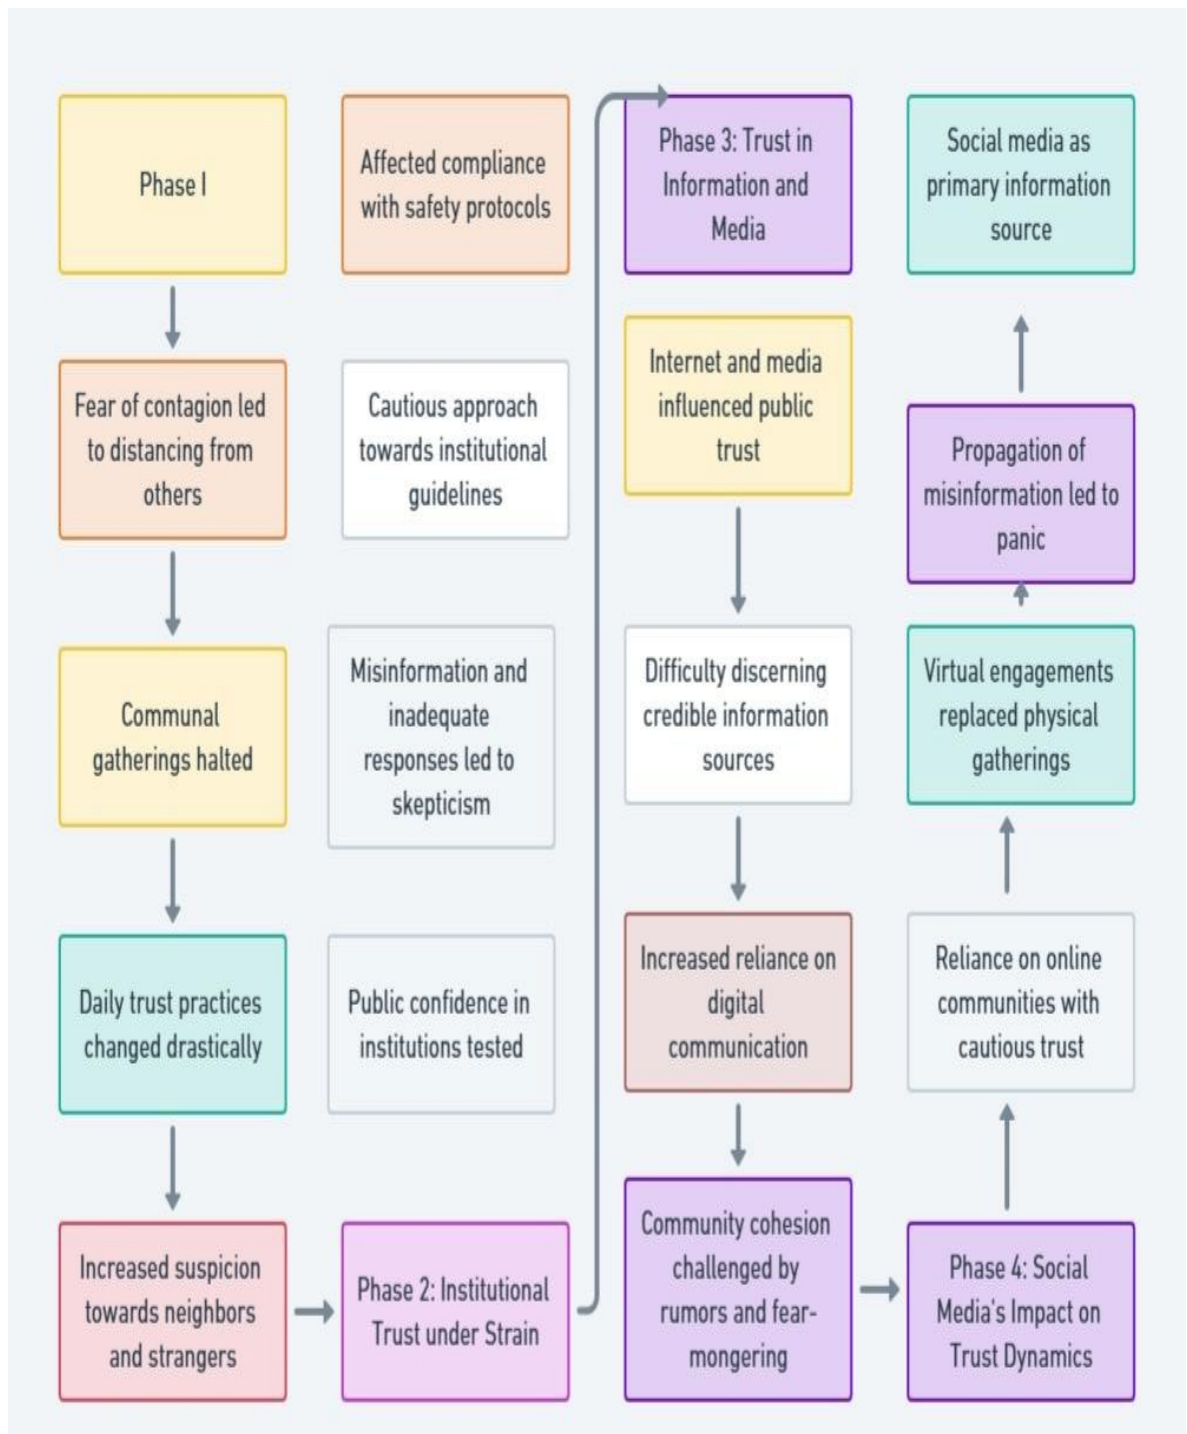 Phase I
Fear of contagion led
to distancing from
others
Communal
gatherings halted
Daily trust practices
changed drastically
Increased suspicion
towards neighbors
and strangers
Affected compliance
with safety protocols
Cautious approach
towards institutional
guidelines
Misinformation and
inadequate
responses led to
skepticism
Public confidence in
institutions tested
Phase 2: Institutional
Trust under Strain
Phase 3: Trust in
Information and
Media
Internet and media
influenced public
trust
Difficulty discerning
credible information
sources
Increased reliance on
digital
communication
Community cohesion
challenged by
rumors and fear-
mongering
Social media as
primary information
source
Propagation of
misinformation led to
panic
Virtual engagements
replaced physical
gatherings
Reliance on online
communities with
cautious trust
Phase 4: Social
Media's Impact on
Trust Dynamics